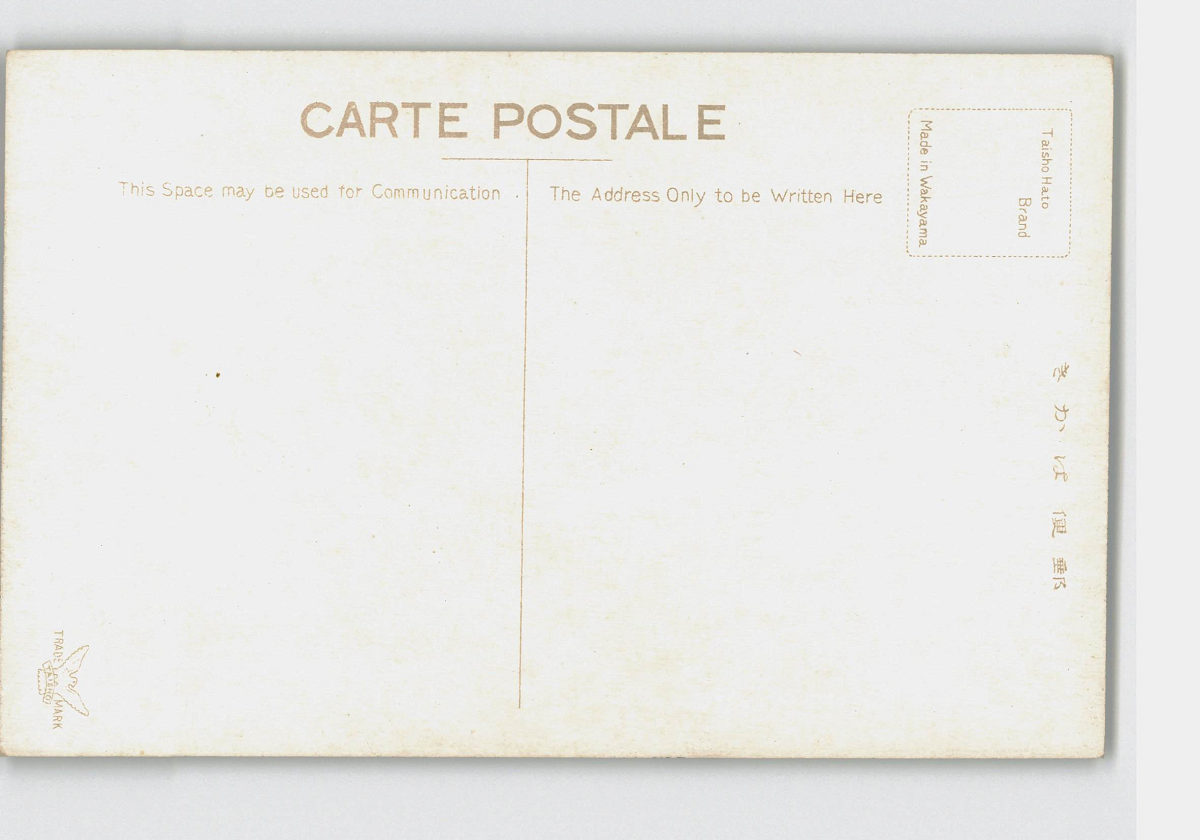 CARTE POSTALE
This Space may be used for Communication
The Address Only to be Written Here
Taisho Hato
Brand
Made in Wakayama
きかは便郵
TRADE MARK
TAISHO